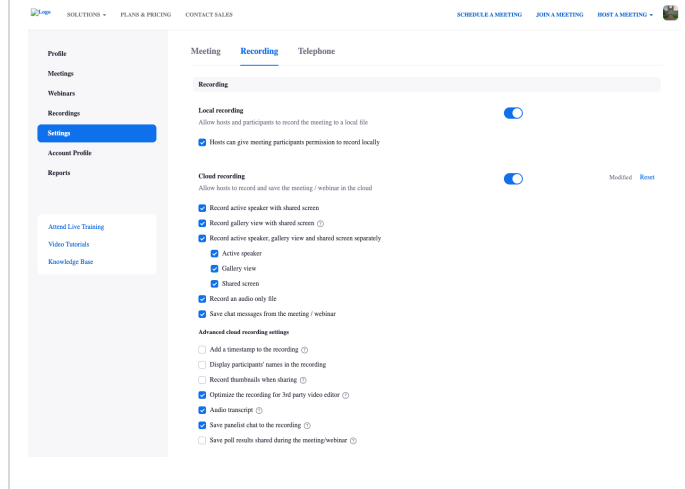 Logo
SOLUTIONS
PLANS & PRICING
CONTACT SALES
SCHEDULE A MEETING
JOIN A MEETING
HOST A MEETING
Profile
Meetings
Webinars
Recordings
Settings
Account Profile
Reports
Attend Live Training
Video Tutorials
Knowledge Base
Meeting
Recording
Telephone
Recording
Local recording
Allow hosts and participants to record the meeting to a local file
Hosts can give meeting participants permission to record locally
Cloud recording
Modified Reset
Allow hosts to record and save the meeting / webinar in the cloud
Record active speaker with shared screen
Record gallery view with shared screen
Record active speaker, gallery view and shared screen separately
Active speaker
Gallery view
Shared screen
Record an audio only file
Save chat messages from the meeting / webinar
Advanced cloud recording settings
Add a timestamp to the recording
Display participants' names in the recording
Record thumbnails when sharing
Optimize the recording for 3rd party video editor
Audio transcript
Save panelist chat to the recording
Save poll results shared during the meeting/webinar